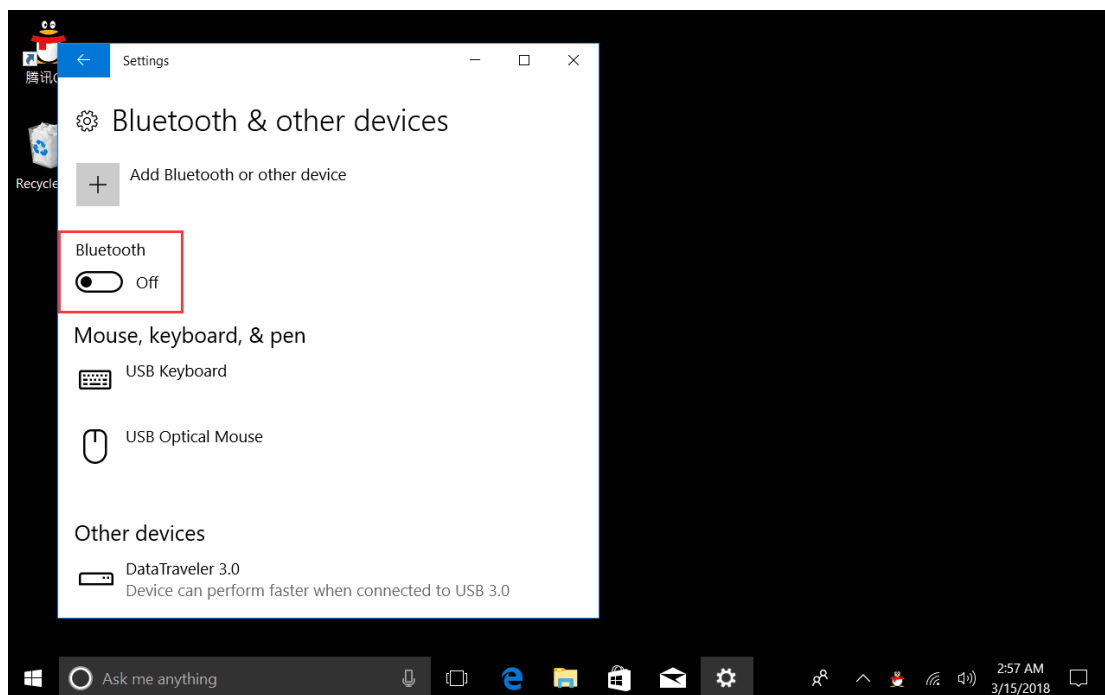 腾讯
Recycle
Settings
Bluetooth & other devices
Add Bluetooth or other device
Bluetooth
Off
Mouse, keyboard, & pen
USB Keyboard
USB Optical Mouse
Other devices
DataTraveler 3.0
Device can perform faster when connected to USB 3.0
Ask me anything
2:57 AM
3/15/2018